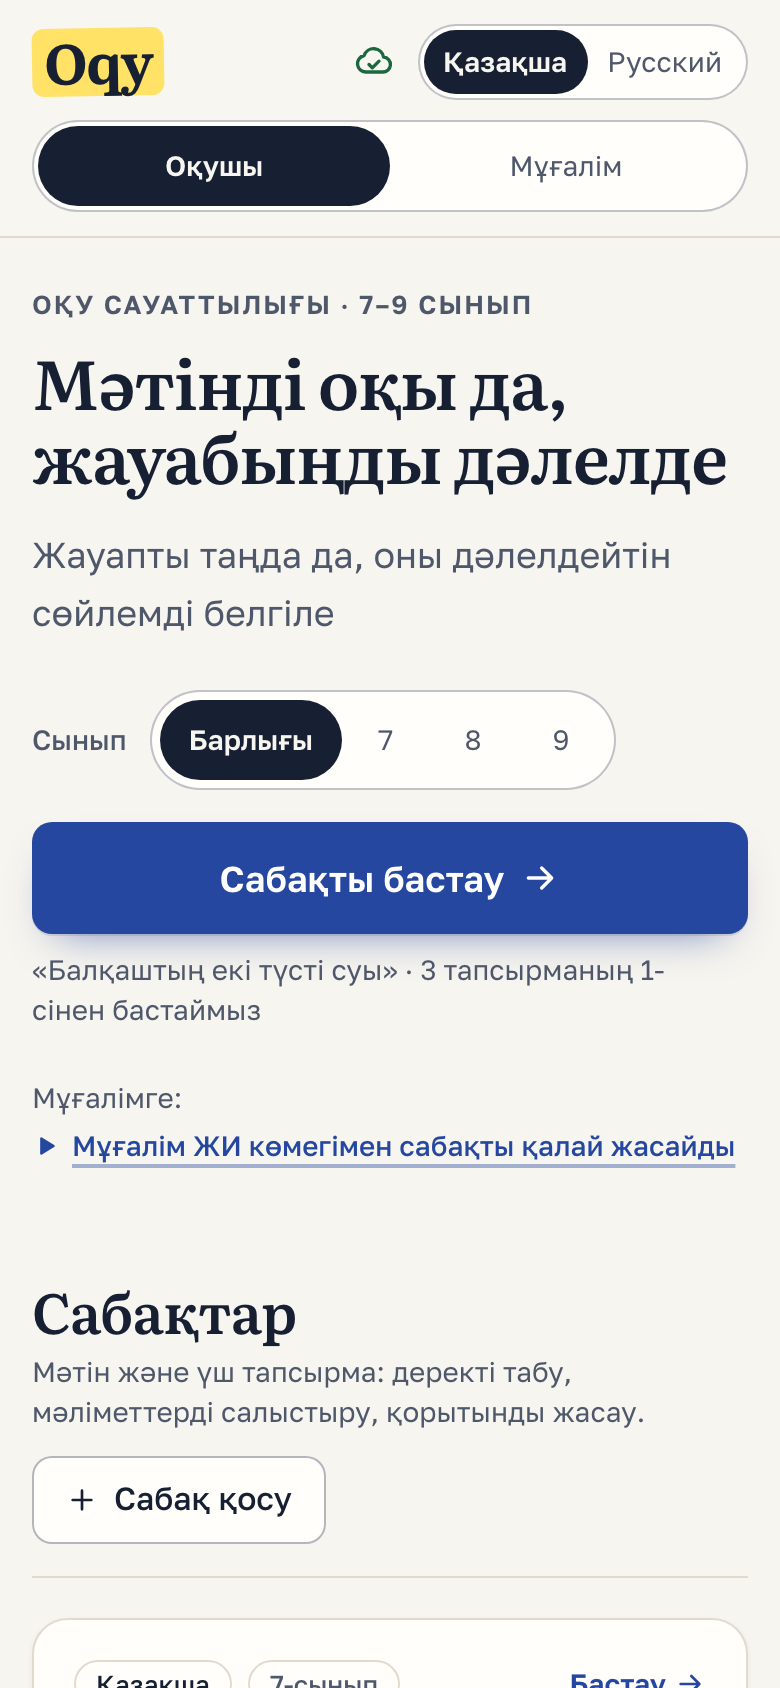 Oqy
Қазақша Русский
Оқушы Мұғалім
ОҚУ САУАТТЫЛЫҒЫ · 7–9 СЫНЫП
Мәтінді оқы да,
жауабыңды дәлелде
Жауапты таңда да, оны дәлелдейтін
сөйлемді белгіле
Сынып Барлығы 7 8 9
Сабақты бастау →
«Балқаштың екі түсті суы» · 3 тапсырманың 1-
сінен бастаймыз
Мұғалімге:
Мұғалім ЖИ көмегімен сабақты қалай жасайды
Сабақтар
Мәтін және үш тапсырма: деректі табу,
мәліметтерді салыстыру, қорытынды жасау.
+ Сабақ қосу
Қазақша 7-сынып Бастау →